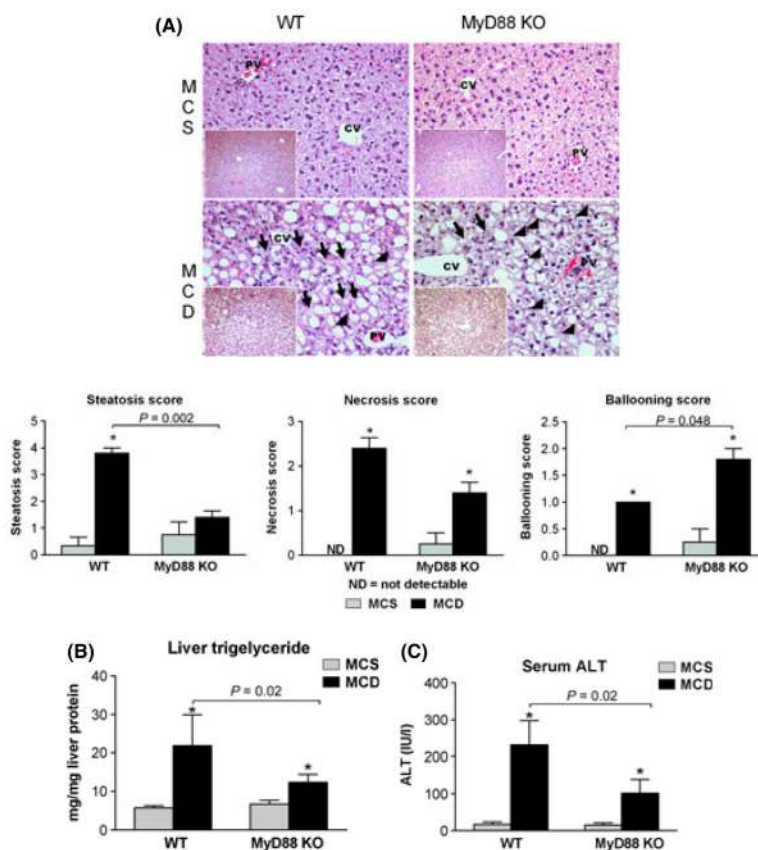 (A)
WT MyD88 KO
M
C
S
PV
CV
CV
PV
M
C
D
CV
PV
CV
PV
Steatosis score
P = 0.002
Steatosis score
5
4
3
2
1
0
*
WT MyD88 KO
Necrosis score
Necrosis score
3
2
1
0
*
*
ND
WT MyD88 KO
Ballooning score
P = 0.048
Ballooning score
2.5
2.0
1.5
1.0
0.5
0.0
*
*
ND
WT MyD88 KO
ND = not detectable
MCS MCD
(B)
Liver trigelyceride
MCS
MCD
P = 0.02
mg/mg liver protein
40
30
20
10
0
*
*
WT MyD88 KO
(C)
Serum ALT
MCS
MCD
P = 0.02
ALT (IU/l)
400
300
200
100
0
*
*
WT MyD88 KO